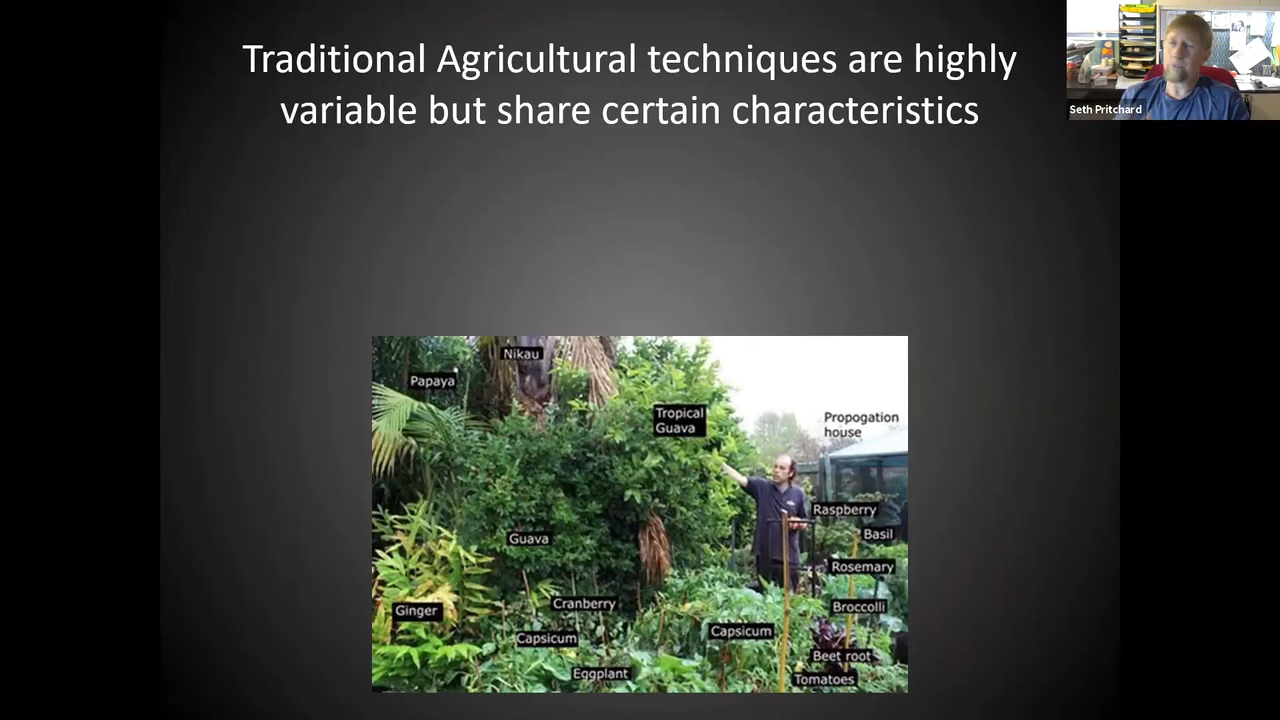 Traditional Agricultural techniques are highly
variable but share certain characteristics
Seth Pritchard
Nikau
Papaya
Tropical
Guava
Propogation
house
Raspberry
Basil
Guava
Rosemary
Ginger
Cranberry
Broccolli
Capsicum
Capsicum
Beet root
Eggplant
Tomatoes